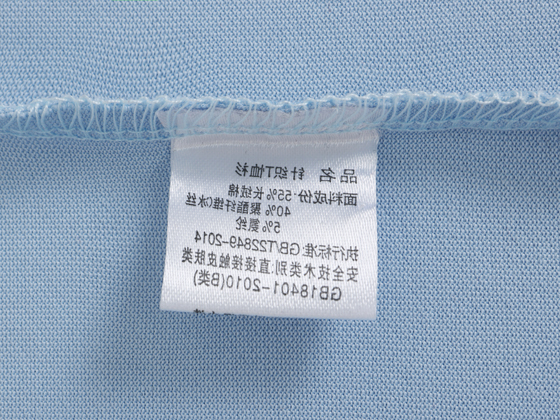 品名 针织T恤衫
面料成份:55%长绒棉
40%聚酯纤维(冰丝
5%氨纶
执行标准:GB/T22849-2014
安全技术类别:直接接触皮肤类
GB18401-2010(B类)